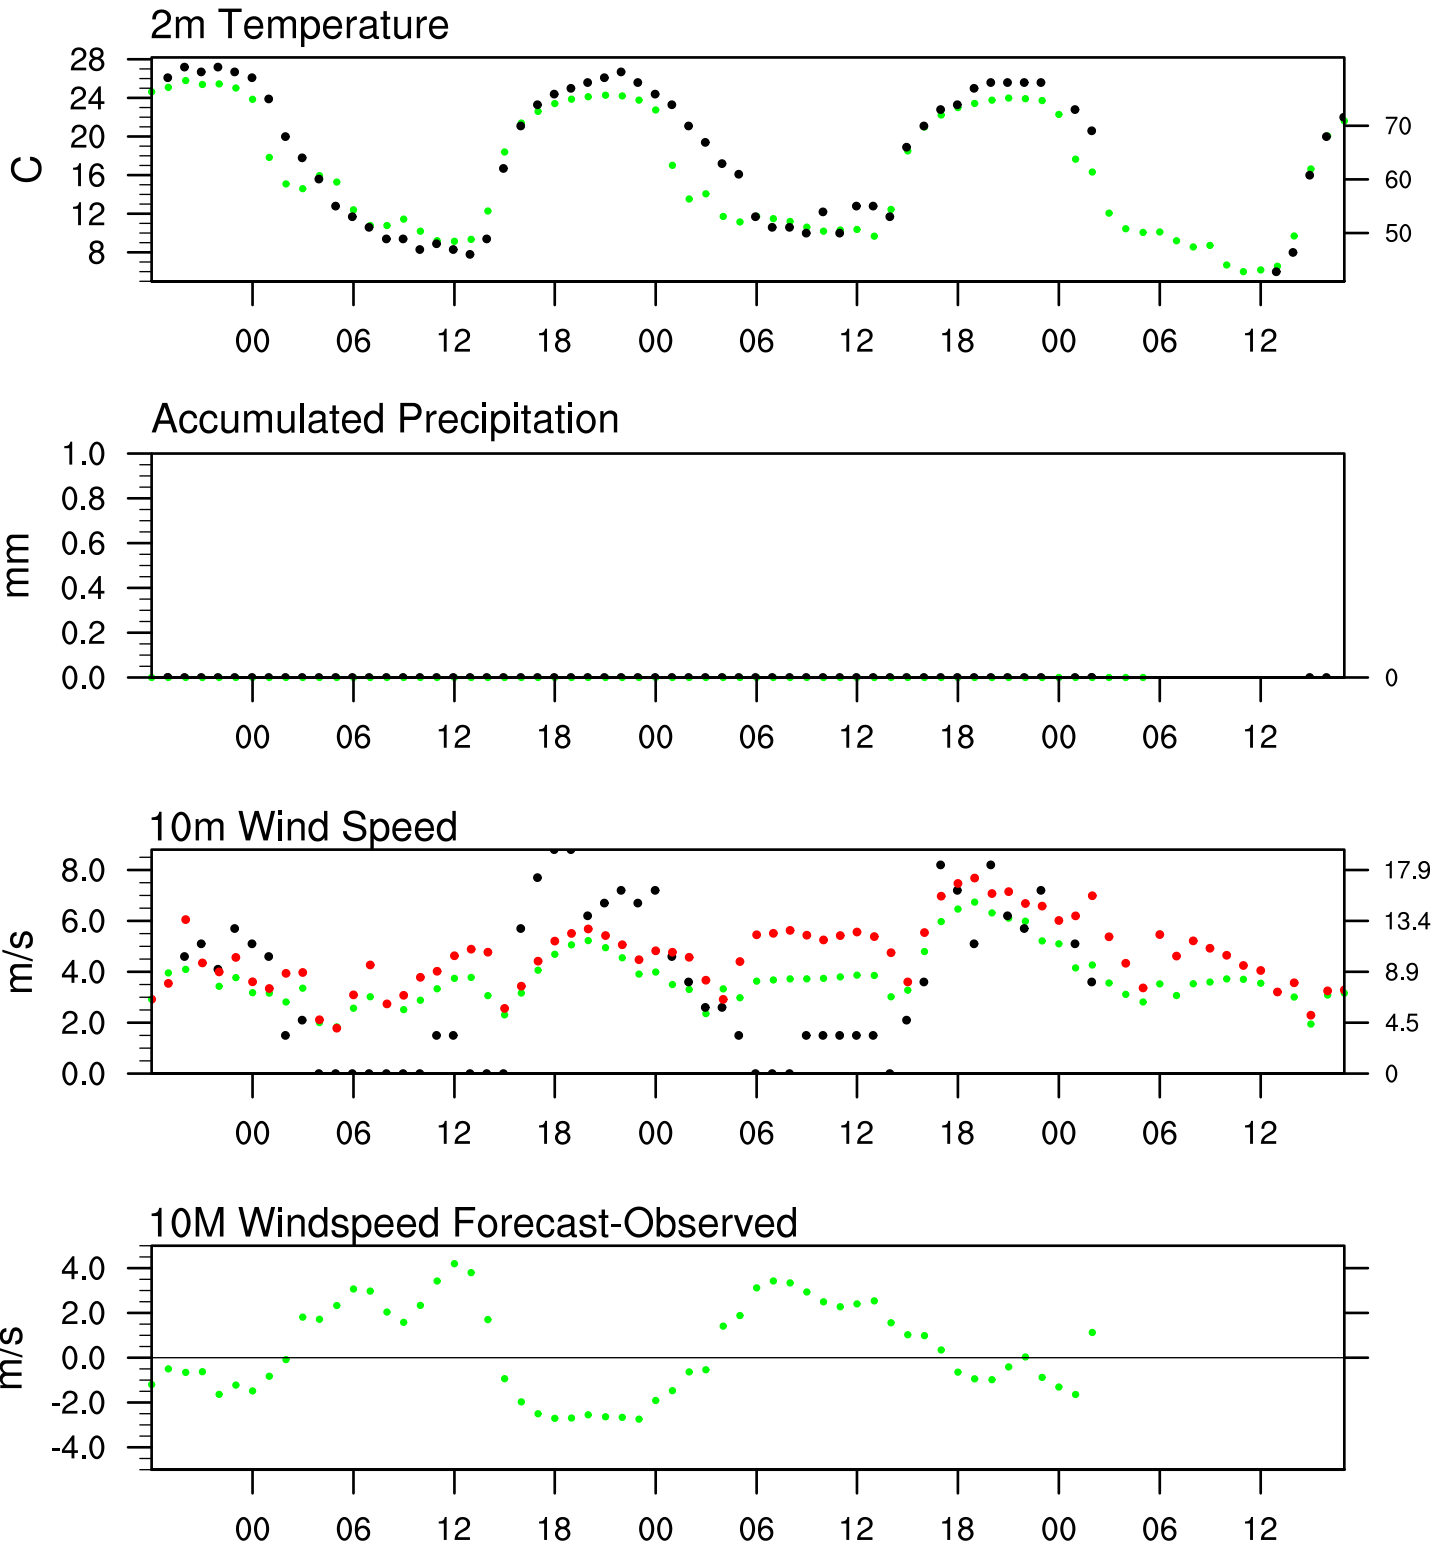 2m Temperature
28
24
20
16
12
8
C
70
60
50
00 06 12 18 00 06 12 18 00 06 12
Accumulated Precipitation
1.0
0.8
0.6
0.4
0.2
0.0
mm
0
00 06 12 18 00 06 12 18 00 06 12
10m Wind Speed
8.0
6.0
4.0
2.0
0.0
m/s
17.9
13.4
8.9
4.5
0
00 06 12 18 00 06 12 18 00 06 12
10M Windspeed Forecast-Observed
4.0
2.0
0.0
-2.0
-4.0
m/s
00 06 12 18 00 06 12 18 00 06 12